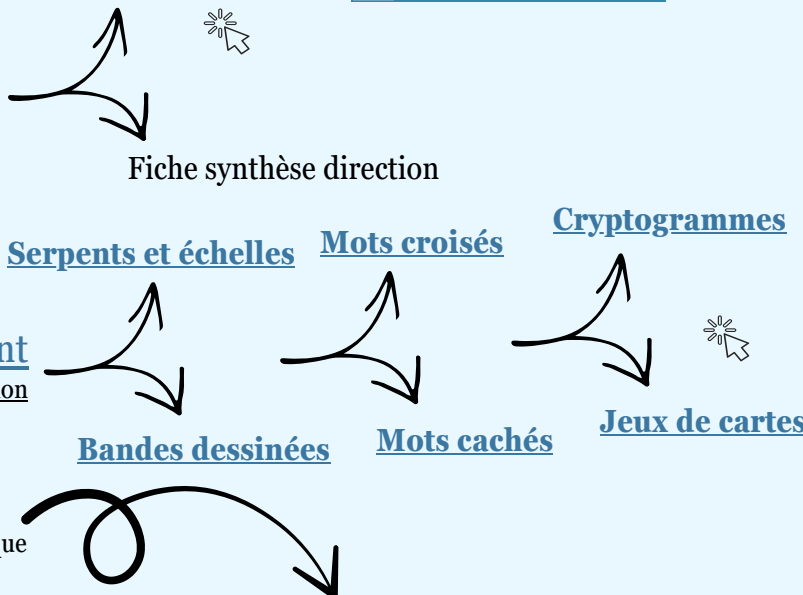 Fiche synthèse direction
Cryptogrammes
Mots croisés
Serpents et échelles
Jeux de cartes
Mots cachés
Bandes dessinées